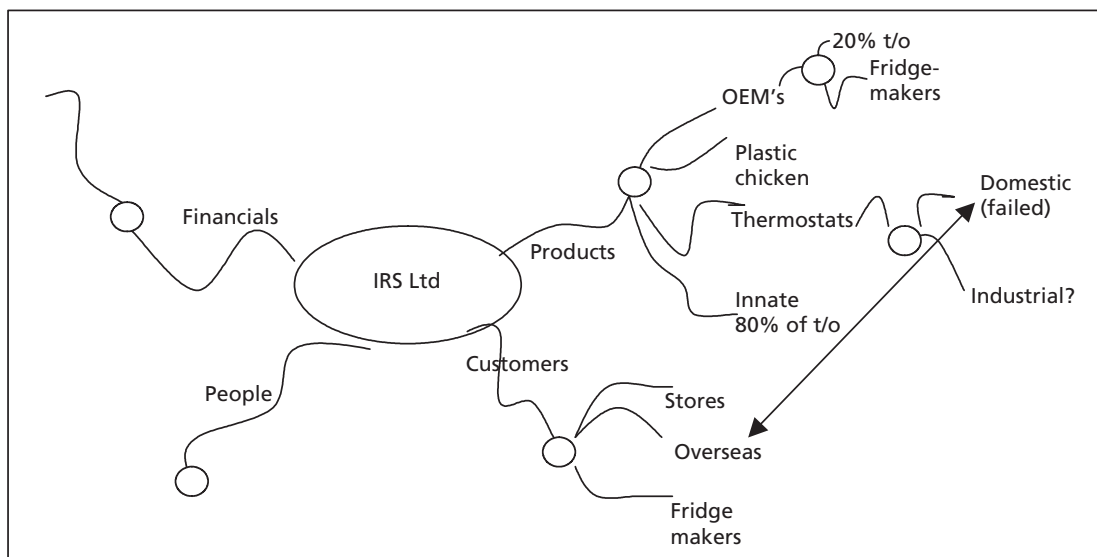 20% t/o
Fridge-
makers
OEM's
Plastic
chicken
Domestic
(failed)
Financials
Thermostats
Products
IRS Ltd
Innate
80% of t/o
Industrial?
Customers
People
Stores
Overseas
Fridge
makers